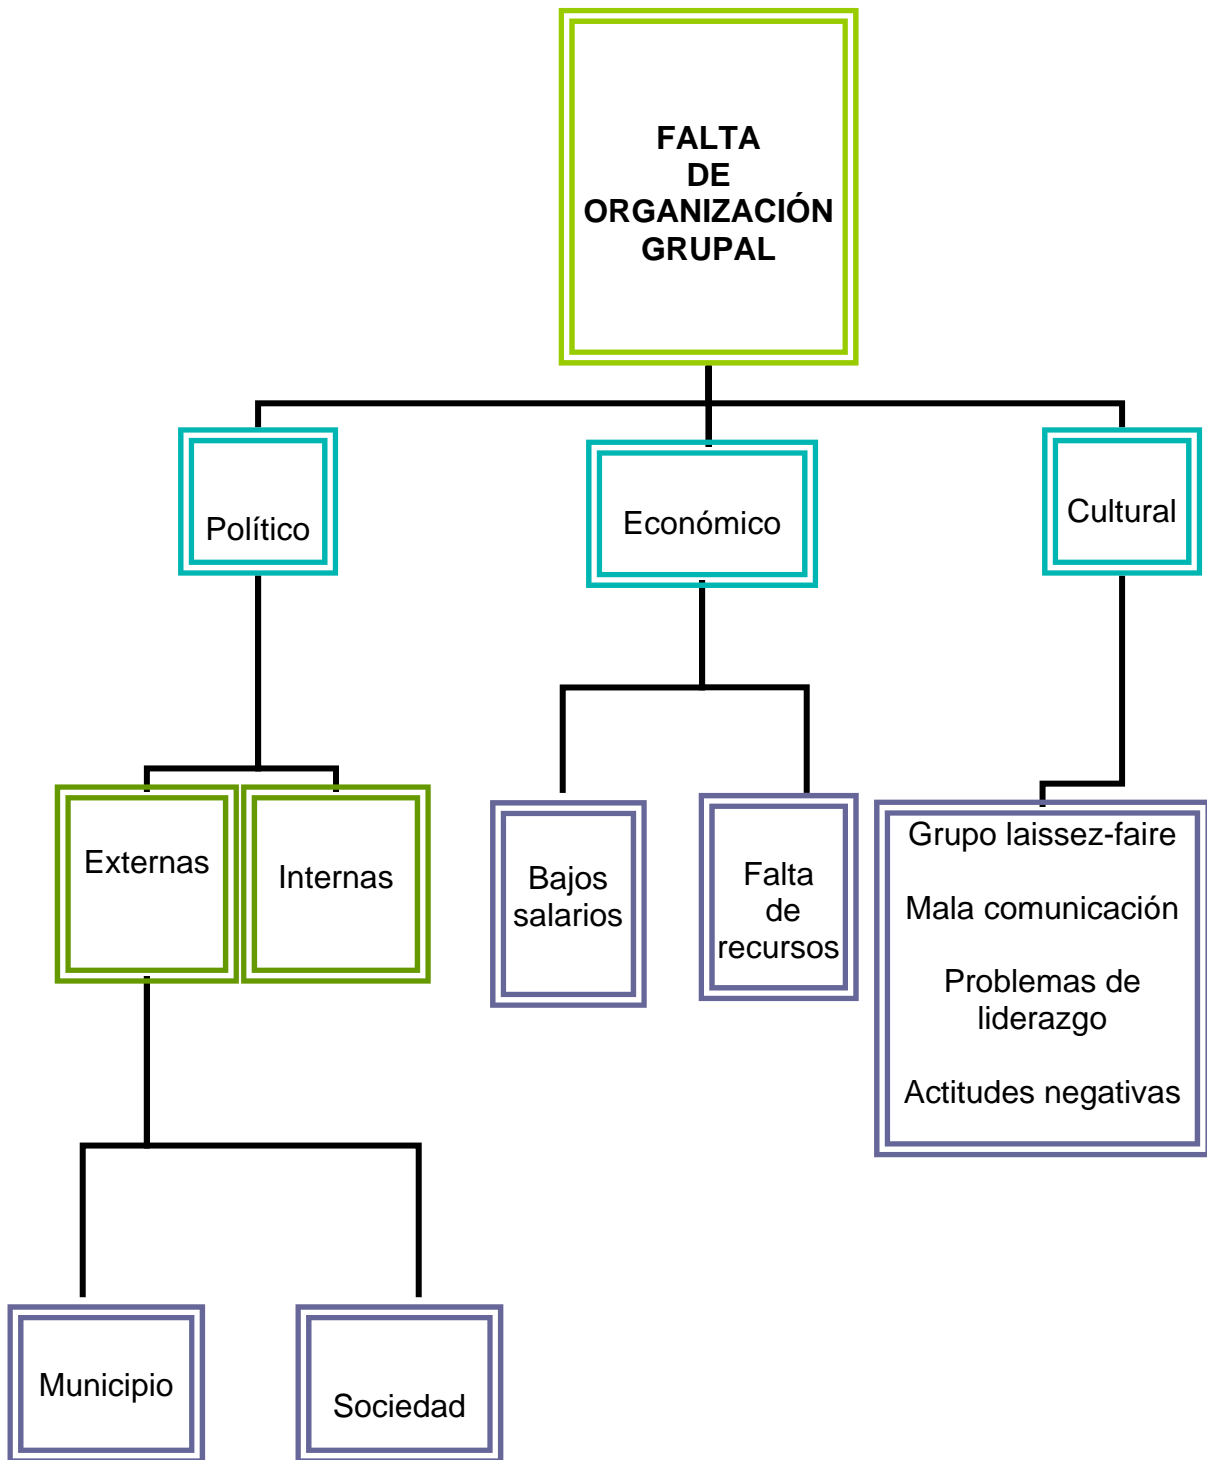 FALTA
DE
ORGANIZACIÓN
GRUPAL
Político
Económico
Cultural
Externas
Internas
Bajos
salarios
Falta
de
recursos
Grupo laissez-faire
Mala comunicación
Problemas de
liderazgo
Actitudes negativas
Municipio
Sociedad